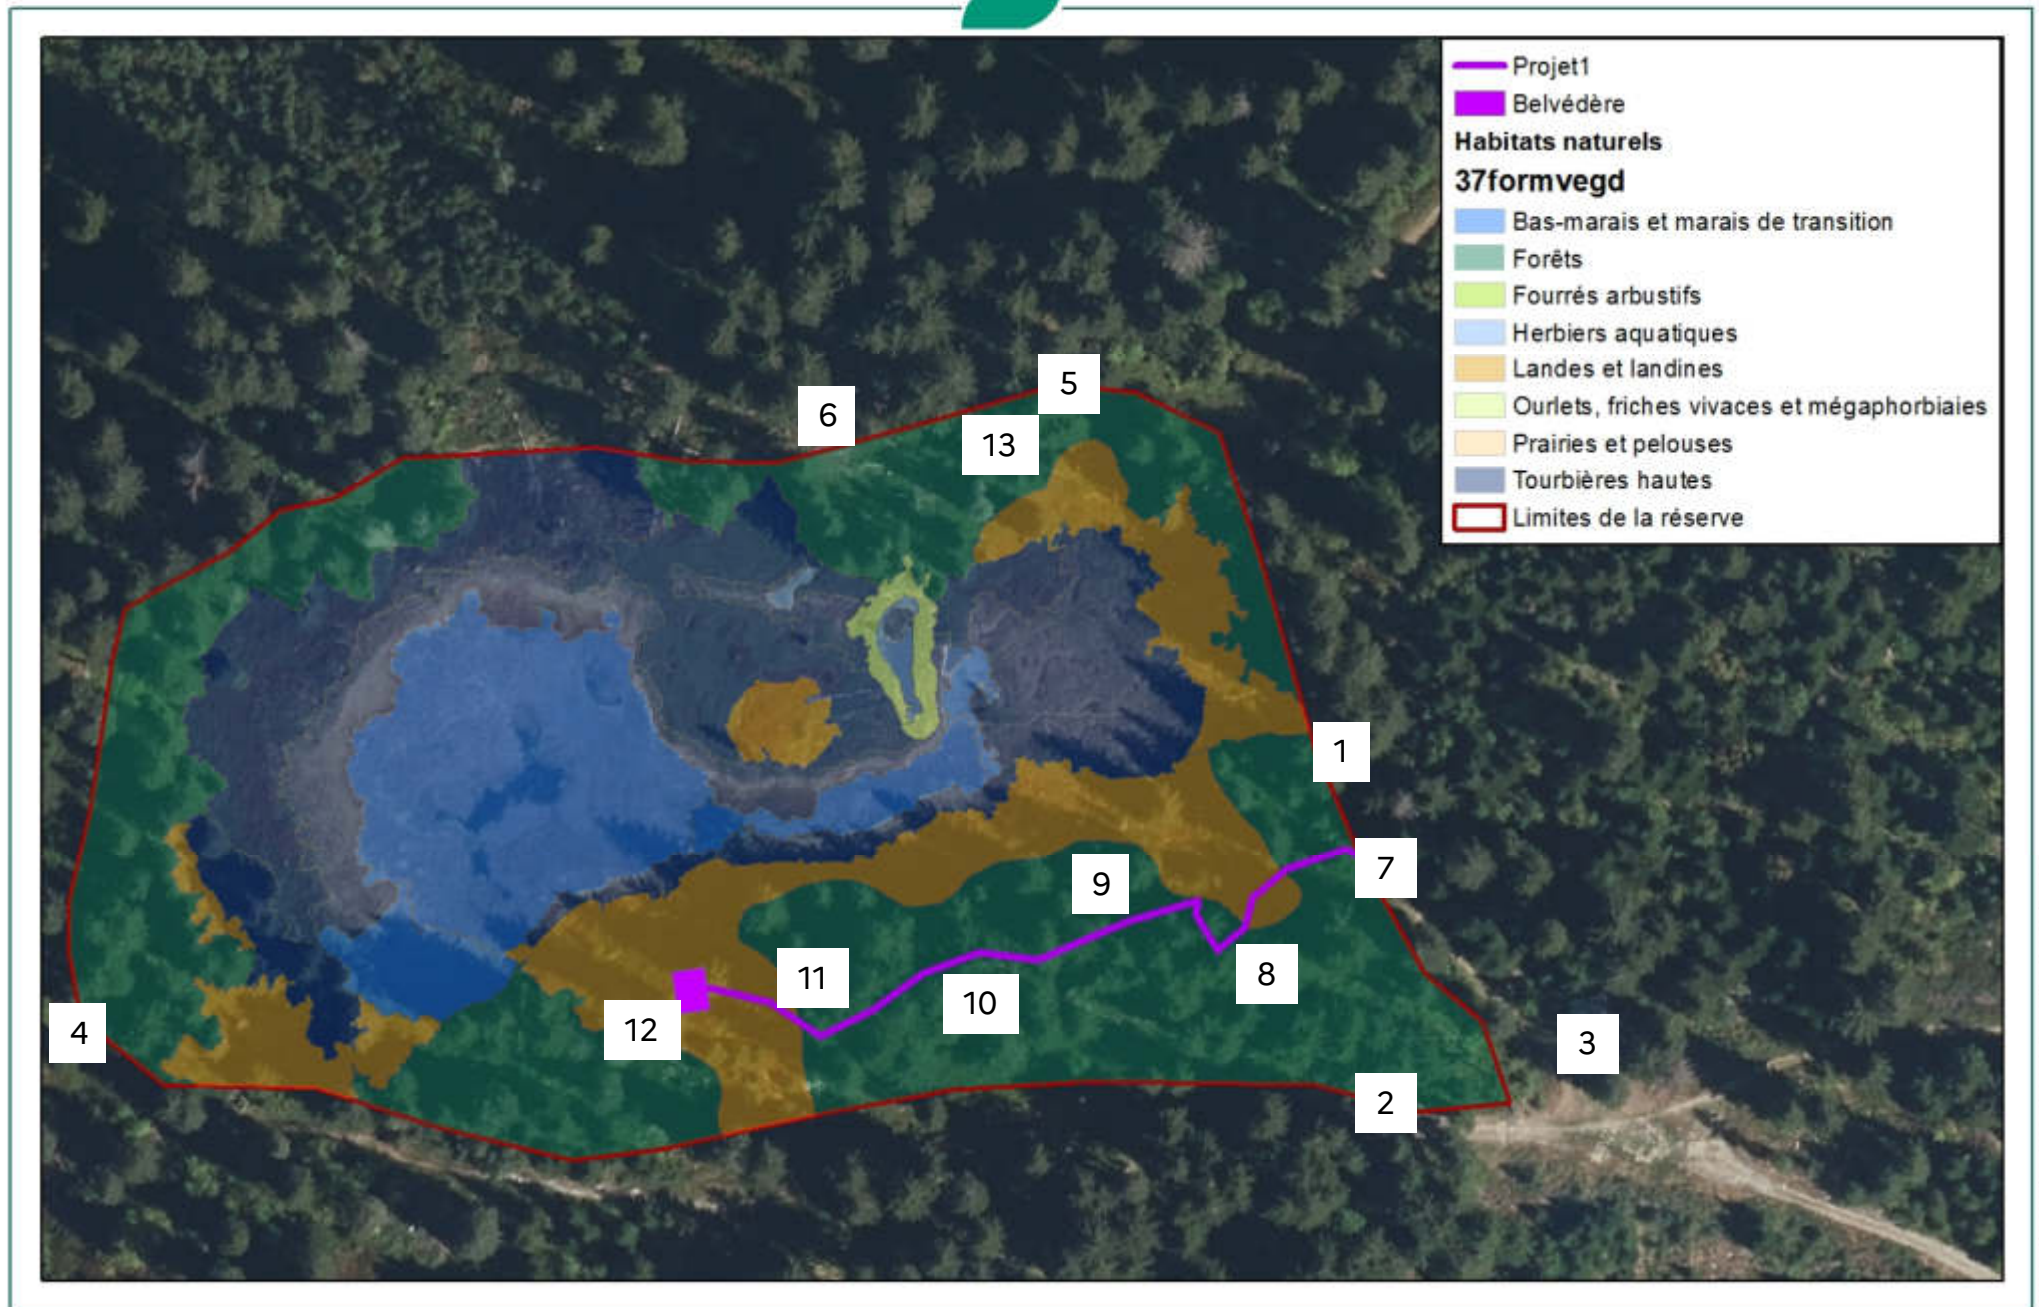 Projet1
Belvédère
Habitats naturels
37formvegd
Bas-marais et marais de transition
Forêts
Fourrés arbustifs
Herbiers aquatiques
Landes et landines
Ourlets, friches vivaces et mégaphorbiaies
Prairies et pelouses
Tourbières hautes
Limites de la réserve
5
6
13
1
7
9
8
11
10
12
4
3
2